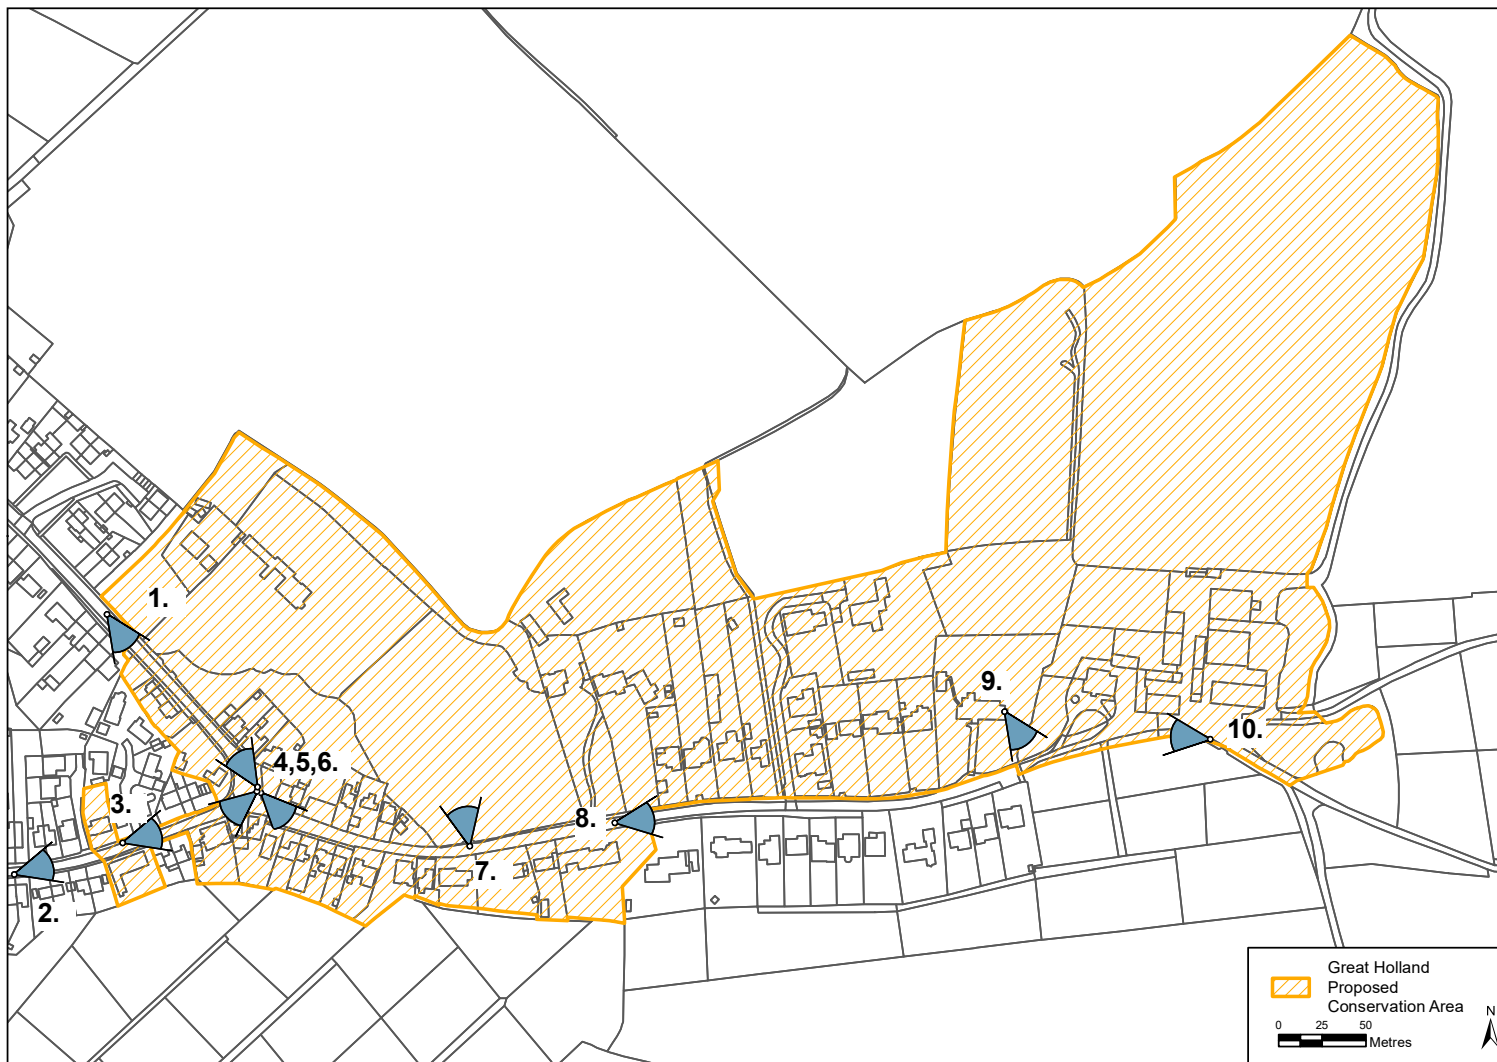 1.
9.
10.
4,5,6.
3.
8.
7.
2.
Great Holland
Proposed
Conservation Area
N
0 25 50
Metres